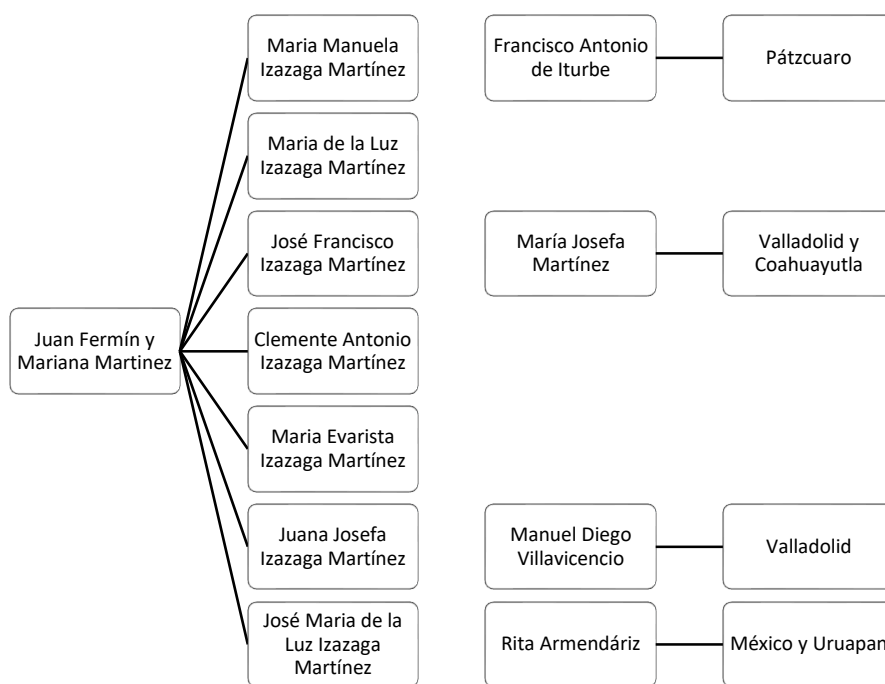 Maria Manuela
Izazaga Martínez
Francisco Antonio
de Iturbe
Pátzcuaro
Maria de la Luz
Izazaga Martínez
José Francisco
Izazaga Martínez
María Josefa
Martínez
Valladolid y
Coahuayutla
Juan Fermín y
Mariana Martinez
Clemente Antonio
Izazaga Martínez
Maria Evarista
Izazaga Martínez
Juana Josefa
Izazaga Martínez
Manuel Diego
Villavicencio
Valladolid
José Maria de la
Luz Izazaga
Martínez
Rita Armendáriz
México y Uruapan